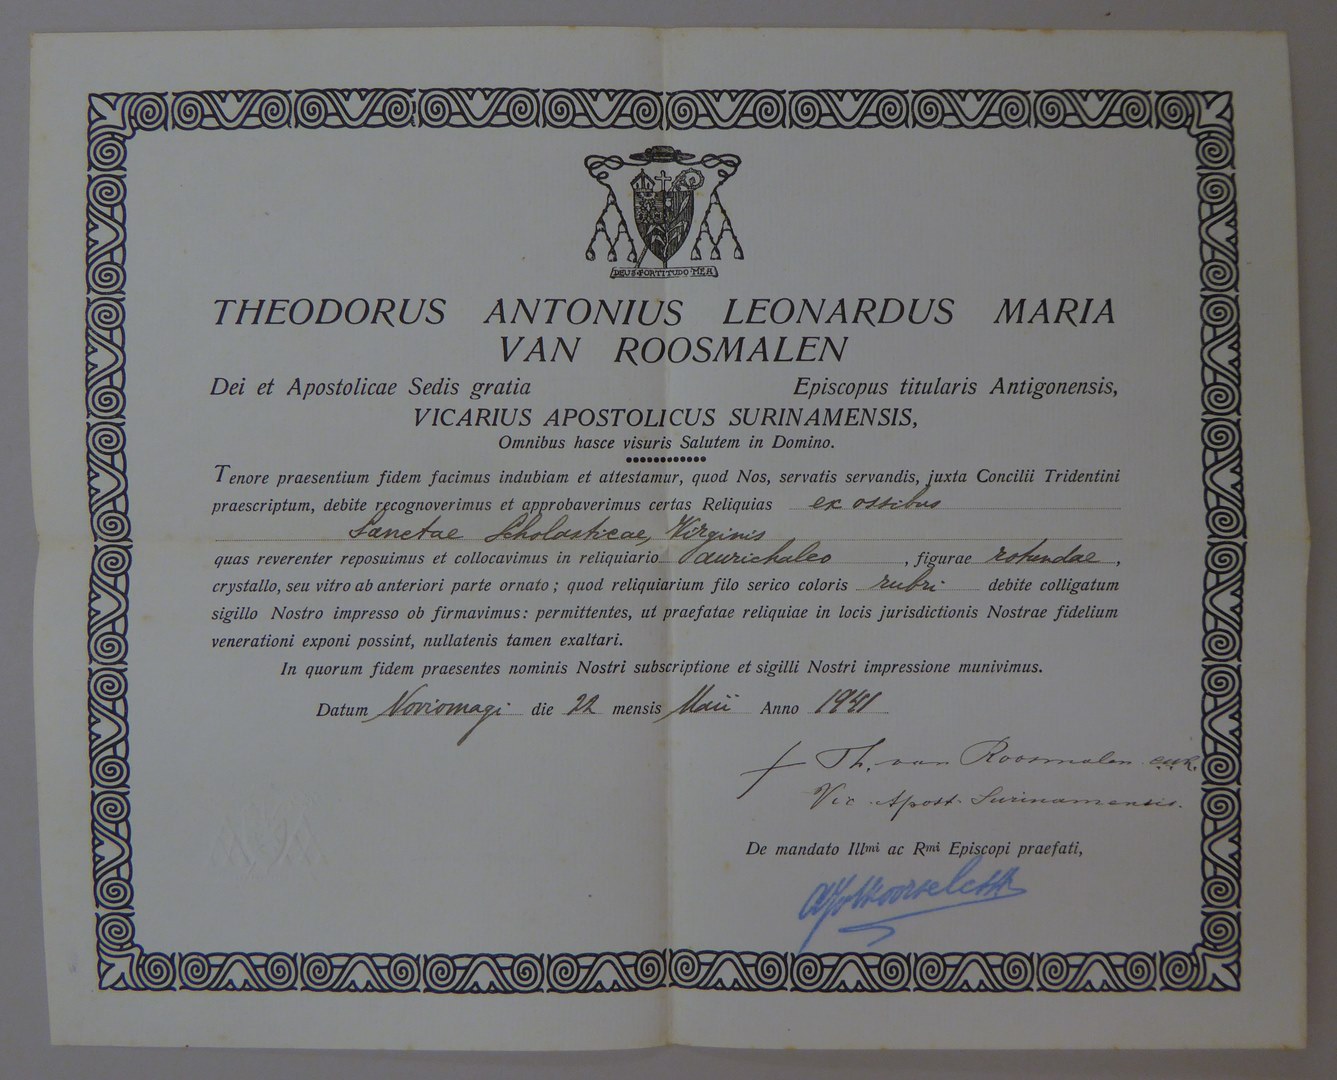 DEUS·FORTITUDO·MEA
THEODORUS ANTONIUS LEONARDUS MARIA
VAN ROOSMALEN
Dei et Apostolicae Sedis gratia Episcopus titularis Antigonensis,
VICARIUS APOSTOLICUS SURINAMENSIS,
Omnibus hasce visuris Salutem in Domino.
Tenore praesentium fidem facimus indubiam et attestamur, quod Nos, servatis servandis, juxta Concilii Tridentini
praescriptum, debite recognoverimus et approbaverimus certas Reliquias ex ossibus
Sanctae Scholasticae, Virginis
quas reverenter reposuimus et collocavimus in reliquiario aurichalco , figurae rotundae ,
crystallo, seu vitro ab anteriori parte ornato ; quod reliquiarium filo serico coloris rubri debite colligatum
sigillo Nostro impresso ob firmavimus : permittentes, ut praefatae reliquiae in locis jurisdictionis Nostrae fidelium
venerationi exponi possint, nullatenis tamen exaltari.
In quorum fidem praesentes nominis Nostri subscriptione et sigilli Nostri impressione munivimus.
Datum Noviomagi die 22 mensis Maii Anno 1941
† Th. van Roosmalen
Vic. Apost. Surinamensis.
De mandato Illmi ac Rmi Episcopi praefati,